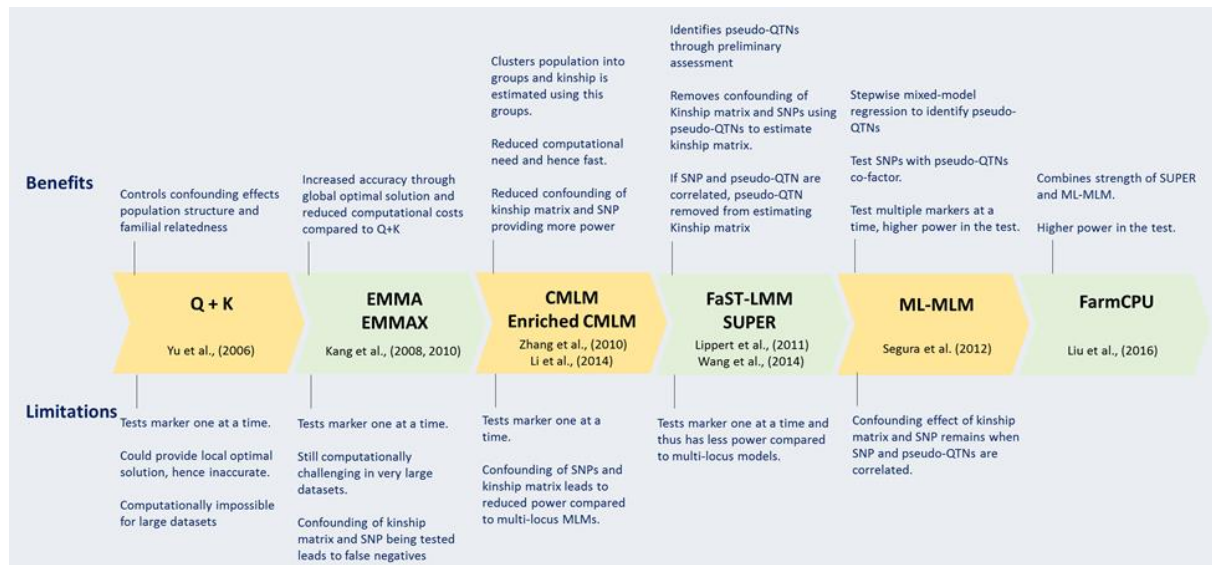 Benefits
Controls confounding effects
population structure and
familial relatedness
Increased accuracy through
global optimal solution and
reduced computational costs
compared to Q+K
Clusters population into
groups and kinship is
estimated using this
groups.
Reduced computational
need and hence fast.
Reduced confounding of
kinship matrix and SNP
providing more power
Identifies pseudo-QTNs
through preliminary
assessment
Removes confounding of
Kinship matrix and SNPs using
pseudo-QTNs to estimate
kinship matrix.
If SNP and pseudo-QTN are
correlated, pseudo-QTN
removed from estimating
Kinship matrix
Stepwise mixed-model
regression to identify pseudo-
QTNs
Test SNPs with pseudo-QTNs
co-factor.
Test multiple markers at a
time, higher power in the test.
Combines strength of SUPER
and ML-MLM.
Higher power in the test.
Q + K
Yu et al., (2006)
EMMA
EMMAX
Kang et al., (2008, 2010)
CMLM
Enriched CMLM
Zhang et al., (2010)
Li et al., (2014)
FaST-LMM
SUPER
Lippert et al., (2011)
Wang et al., (2014)
ML-MLM
Segura et al. (2012)
FarmCPU
Liu et al., (2016)
Limitations
Tests marker one at a time.
Could provide local optimal
solution, hence inaccurate.
Computationally impossible
for large datasets
Tests marker one at a time.
Still computationally
challenging in very large
datasets.
Confounding of kinship
matrix and SNP being tested
leads to false negatives
Tests marker one at a
time.
Confounding of SNPs and
kinship matrix leads to
reduced power compared
to multi-locus MLMs.
Tests marker one at a time and
thus has less power compared
to multi-locus models.
Confounding effect of kinship
matrix and SNP remains when
SNP and pseudo-QTNs are
correlated.